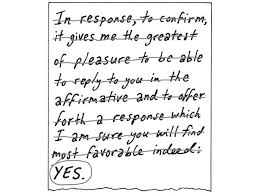 In response, to confirm,
it gives me the greatest
of pleasure to be able
to reply to you in the
affirmative and to offer
forth a response which
I am sure you will find
most favorable indeed:
YES.